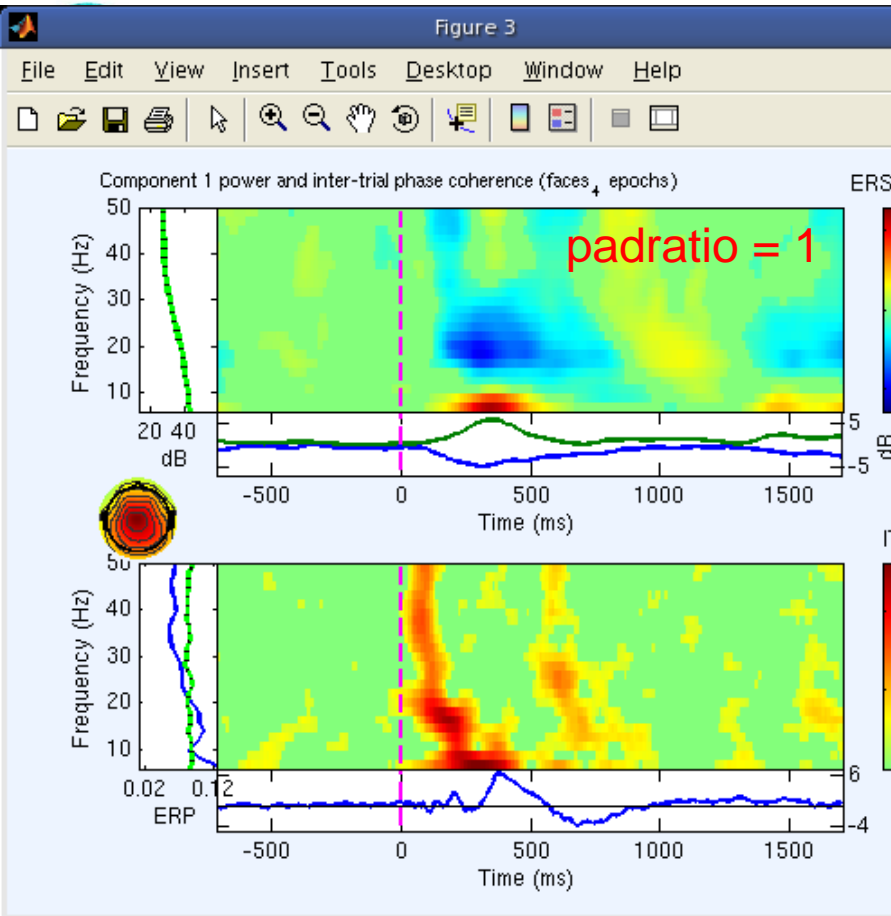 Figure 3
File Edit View Insert Tools Desktop Window Help
Component 1 power and inter-trial phase coherence (faces_4 epochs)
ERS
padratio = 1
Frequency (Hz)
50
40
30
20
10
20 40
dB
5
-5
dB
-500 0 500 1000 1500
Time (ms)
IT
Frequency (Hz)
50
40
30
20
10
0.02 0.12
ERP
6
-4
-500 0 500 1000 1500
Time (ms)